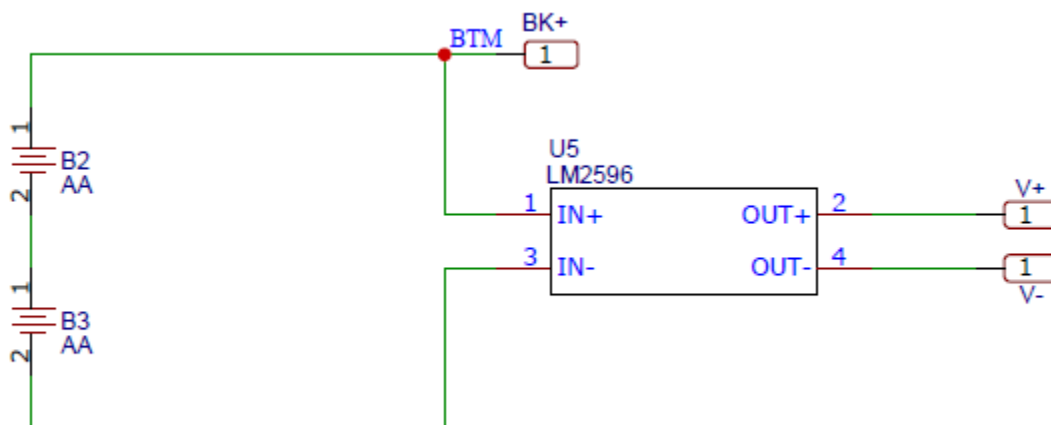 BK+
BTM
1
1
B2
AA
2
U5
LM2596
1
IN+
OUT+
2
V+
1
3
IN-
OUT-
4
1
V-
1
B3
AA
2